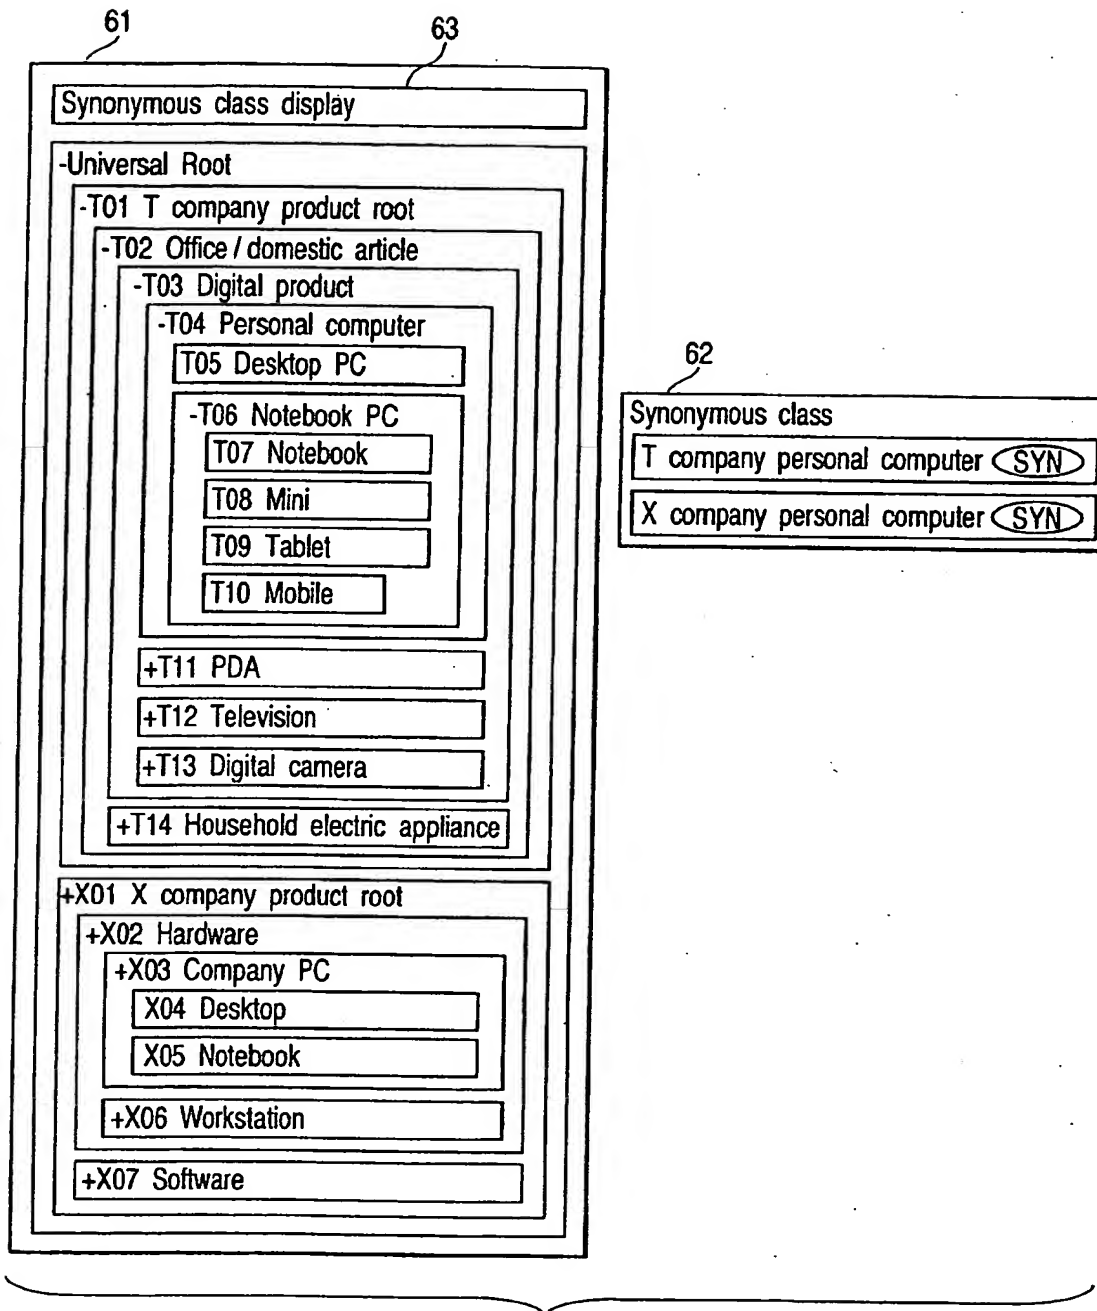 61
63
Synonymous class display
-Universal Root
-T01 T company product root
-T02 Office / domestic article
-T03 Digital product
-T04 Personal computer
T05 Desktop PC
-T06 Notebook PC
T07 Notebook
T08 Mini
T09 Tablet
T10 Mobile
+T11 PDA
+T12 Television
+T13 Digital camera
+T14 Household electric appliance
+X01 X company product root
+X02 Hardware
+X03 Company PC
X04 Desktop
X05 Notebook
+X06 Workstation
+X07 Software
62
Synonymous class
T company personal computer SYN
X company personal computer SYN